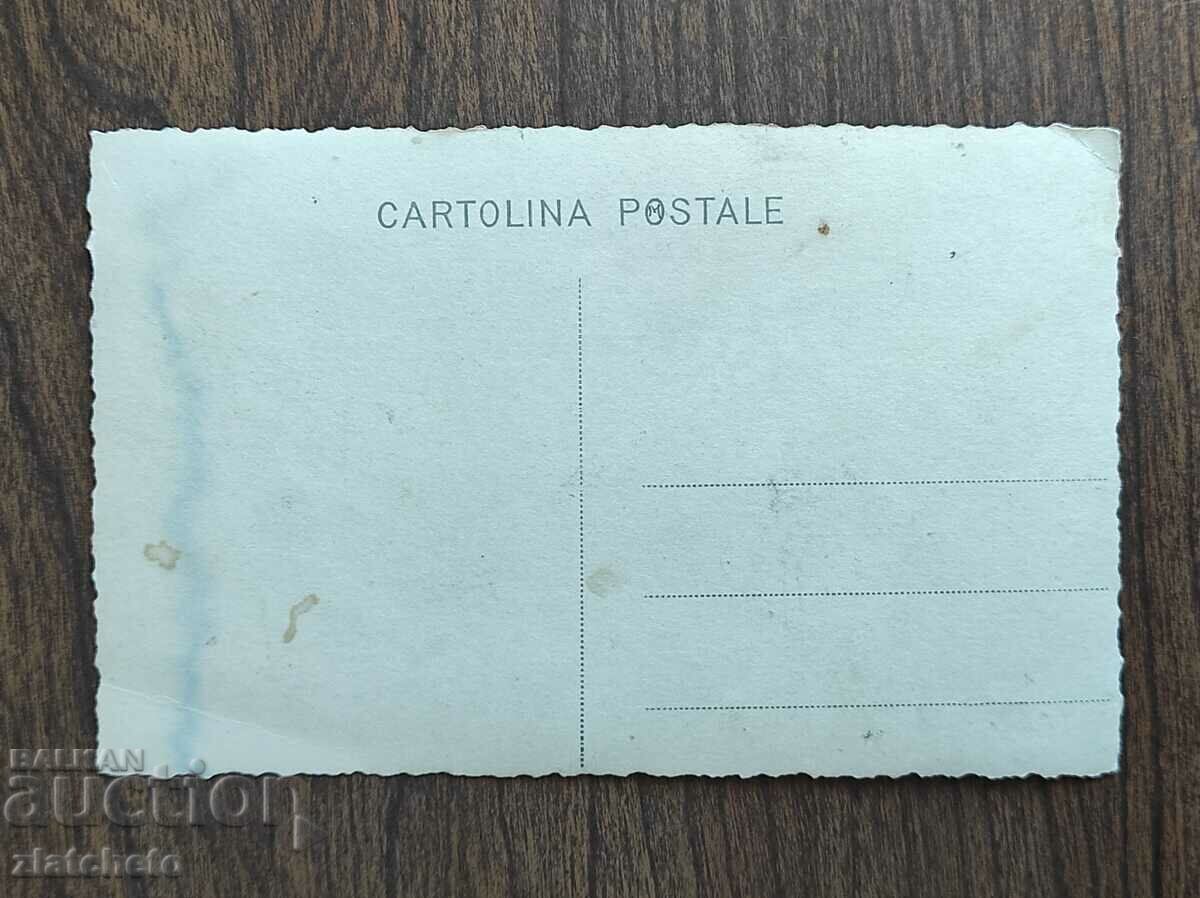 CARTOLINA POSTALE
BALKAN
auction
zlatcheto